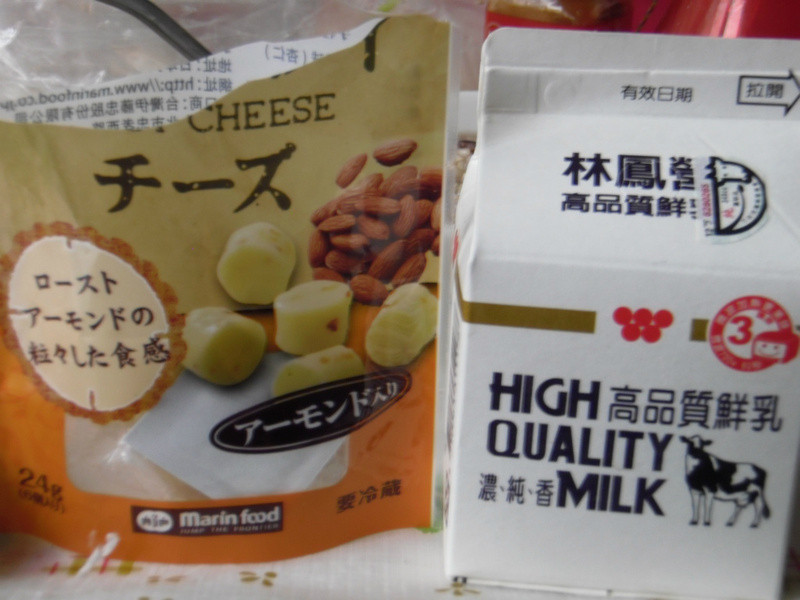 CHEESE
チーズ
ロースト
アーモンドの
粒々した食感
アーモンド入り
24g
要冷蔵
marin food
JUMP THE FRONTIER
有效日期
拉開
林鳳營
高品質鮮
3
HIGH 高品質鮮乳
QUALITY
濃、純、香 MILK